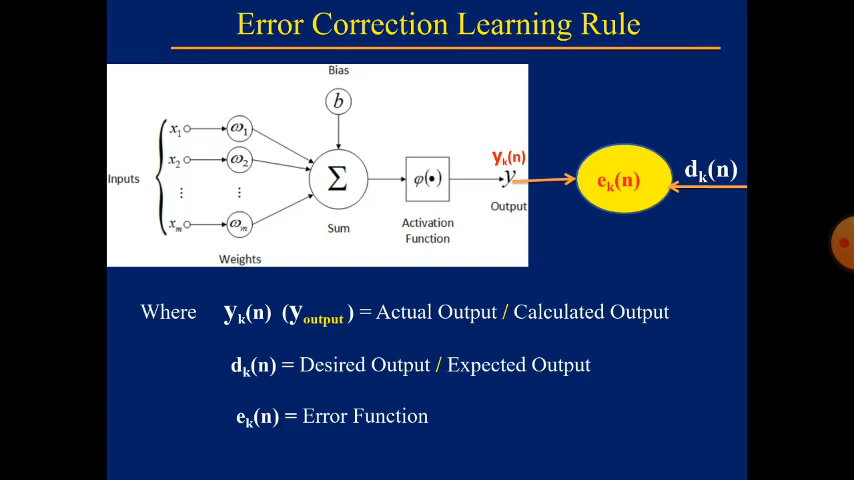 Error Correction Learning Rule
Bias
b
x₁ ω₁
yₖ(n)
x₂ ω₂
Inputs Σ φ(•) y eₖ(n) dₖ(n)
⋮ ⋮
Output
xₘ ωₘ
Sum Activation
Function
Weights
Where yₖ(n) (y_output) = Actual Output / Calculated Output
dₖ(n) = Desired Output / Expected Output
eₖ(n) = Error Function